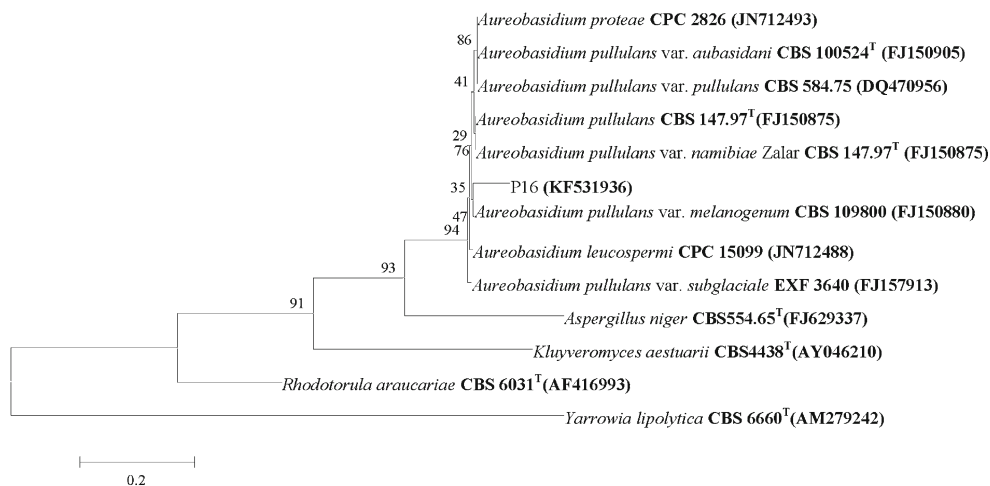 Aureobasidium proteae CPC 2826 (JN712493)
86
Aureobasidium pullulans var. aubasidani CBS 100524T (FJ150905)
41
Aureobasidium pullulans var. pullulans CBS 584.75 (DQ470956)
Aureobasidium pullulans CBS 147.97T(FJ150875)
29
76
Aureobasidium pullulans var. namibiae Zalar CBS 147.97T (FJ150875)
35
P16 (KF531936)
47
Aureobasidium pullulans var. melanogenum CBS 109800 (FJ150880)
94
Aureobasidium leucospermi CPC 15099 (JN712488)
93
Aureobasidium pullulans var. subglaciale EXF 3640 (FJ157913)
91
Aspergillus niger CBS554.65T(FJ629337)
Kluyveromyces aestuarii CBS4438T(AY046210)
Rhodotorula araucariae CBS 6031T(AF416993)
Yarrowia lipolytica CBS 6660T(AM279242)
0.2